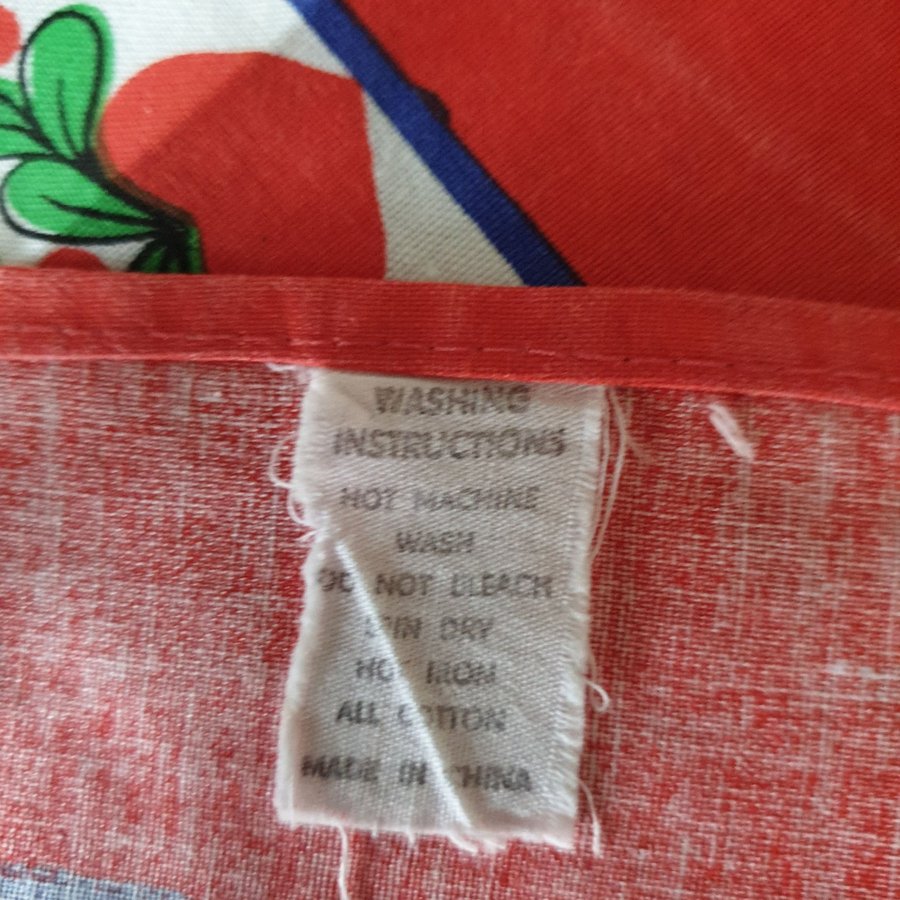 WASHING
INSTRUCTIONS
HOT MACHINE
WASH
DO NOT BLEACH
DRY
HOT IRON
ALL COTTON
MADE IN CHINA